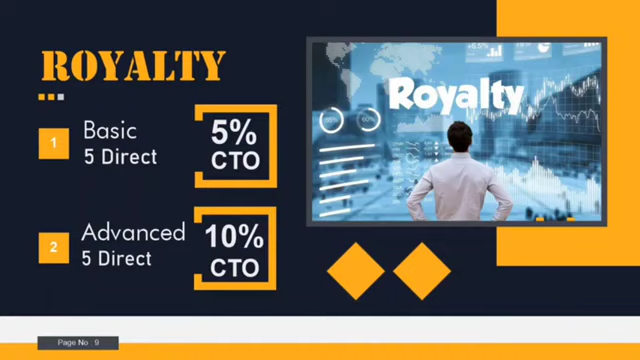 ROYALTY
1
Basic
5 Direct
5%
CTO
2
Advanced
5 Direct
10%
CTO
Royalty
Page No : 9